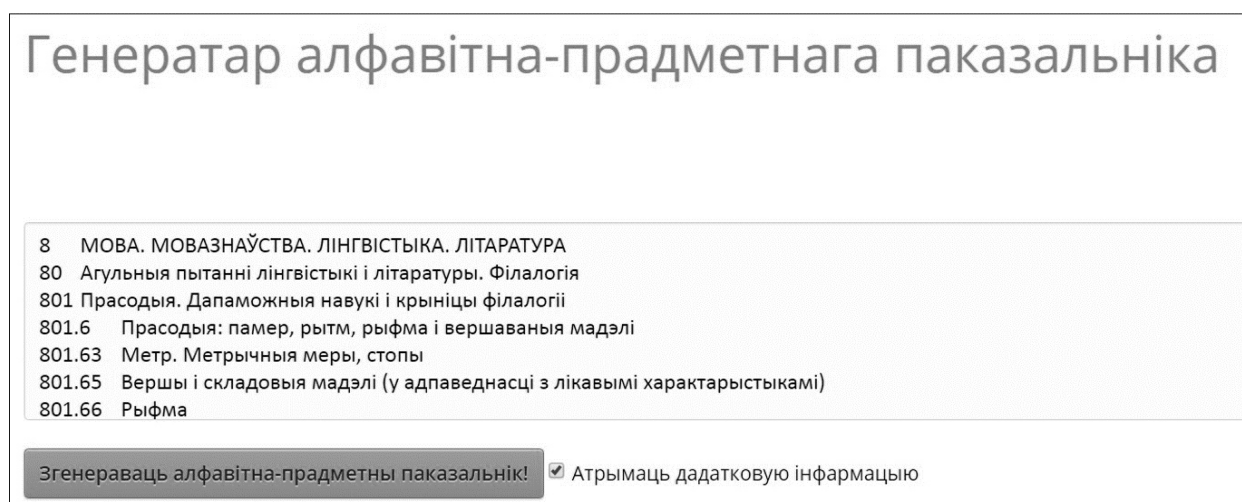 Генератар алфавітна-прадметнага паказальніка
8 МОВА. МОВАЗНАЎСТВА. ЛІНГВІСТЫКА. ЛІТАРАТУРА
80 Агульныя пытанні лінгвістыкі і літаратуры. Філалогія
801 Прасодыя. Дапаможныя навукі і крыніцы філалогіі
801.6 Прасодыя: памер, рытм, рыфма і вершаваныя мадэлі
801.63 Метр. Метрычныя меры, стопы
801.65 Вершы і складовыя мадэлі (у адпаведнасці з лікавымі характарыстыкамі)
801.66 Рыфма
Згенераваць алфавітна-прадметны паказальнік! Атрымаць дадатковую інфармацыю